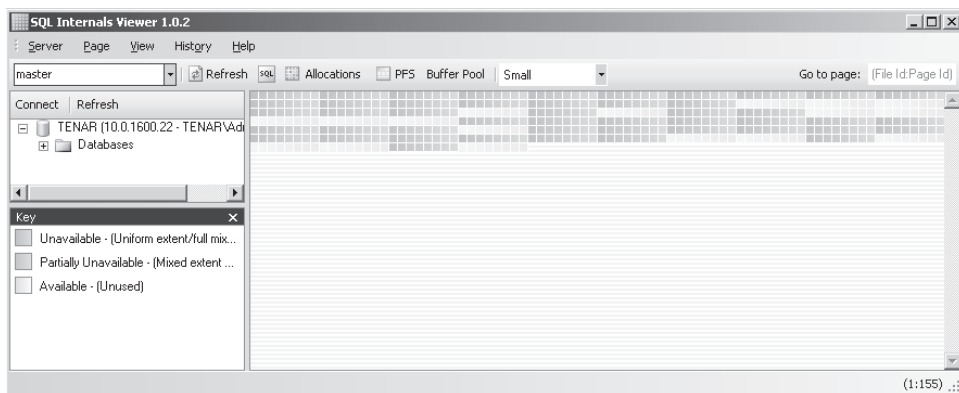 SQL Internals Viewer 1.0.2
Server Page View History Help
master Refresh SQL Allocations PFS Buffer Pool Small Go to page: (File Id:Page Id)
Connect Refresh
TENAR (10.0.1600.22 - TENAR\Adr
Databases
Key
Unavailable - (Uniform extent/full mix...
Partially Unavailable - (Mixed extent ...
Available - (Unused)
(1:155)